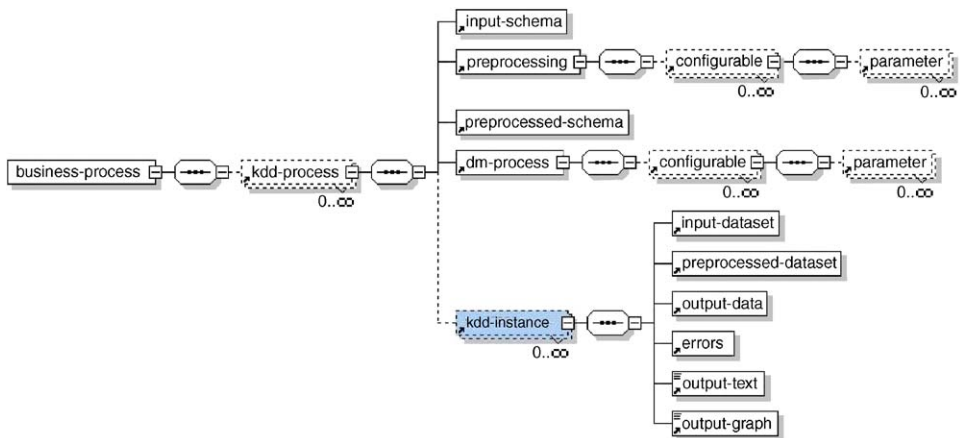 input-schema
preprocessing
configurable
parameter
0..∞
0..∞
preprocessed-schema
business-process
kdd-process
dm-process
configurable
parameter
0..∞
0..∞
0..∞
input-dataset
preprocessed-dataset
output-data
kdd-instance
0..∞
errors
output-text
output-graph